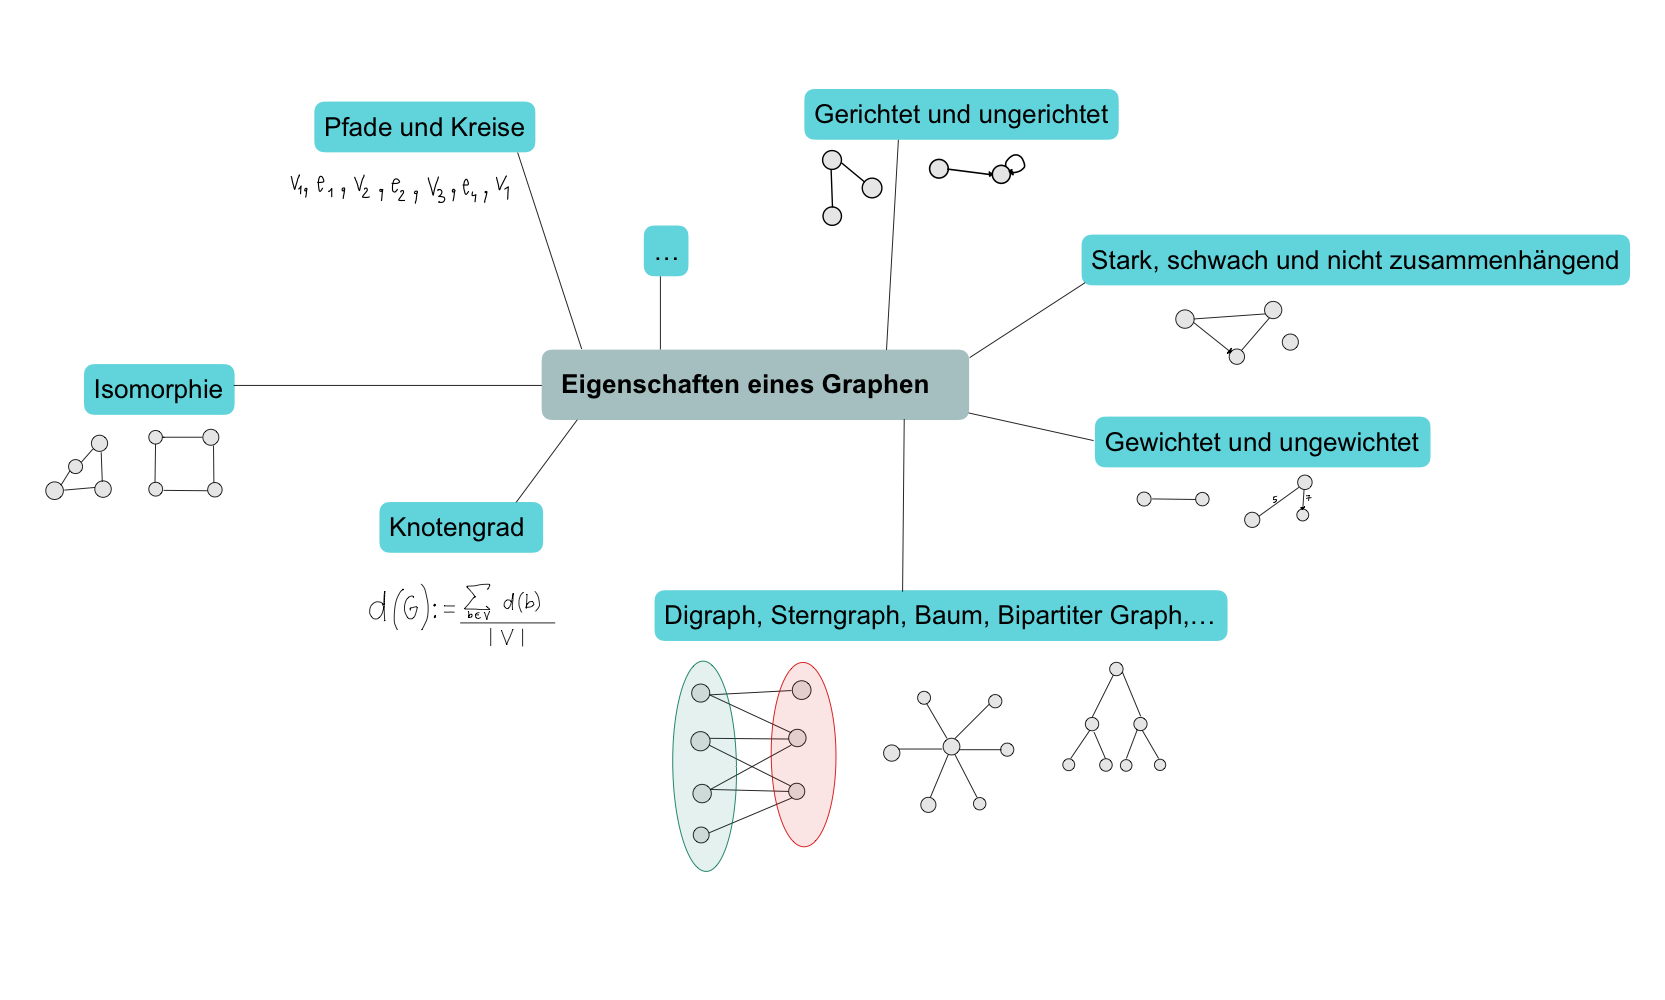 Gerichtet und ungerichtet
Pfade und Kreise
v1, e1, v2, e2, v3, e4, v1
…
Stark, schwach und nicht zusammenhängend
Eigenschaften eines Graphen
Isomorphie
Gewichtet und ungewichtet
5 7
Knotengrad
d(G) := ∑ d(b)
b∈V
|V|
Digraph, Sterngraph, Baum, Bipartiter Graph,…